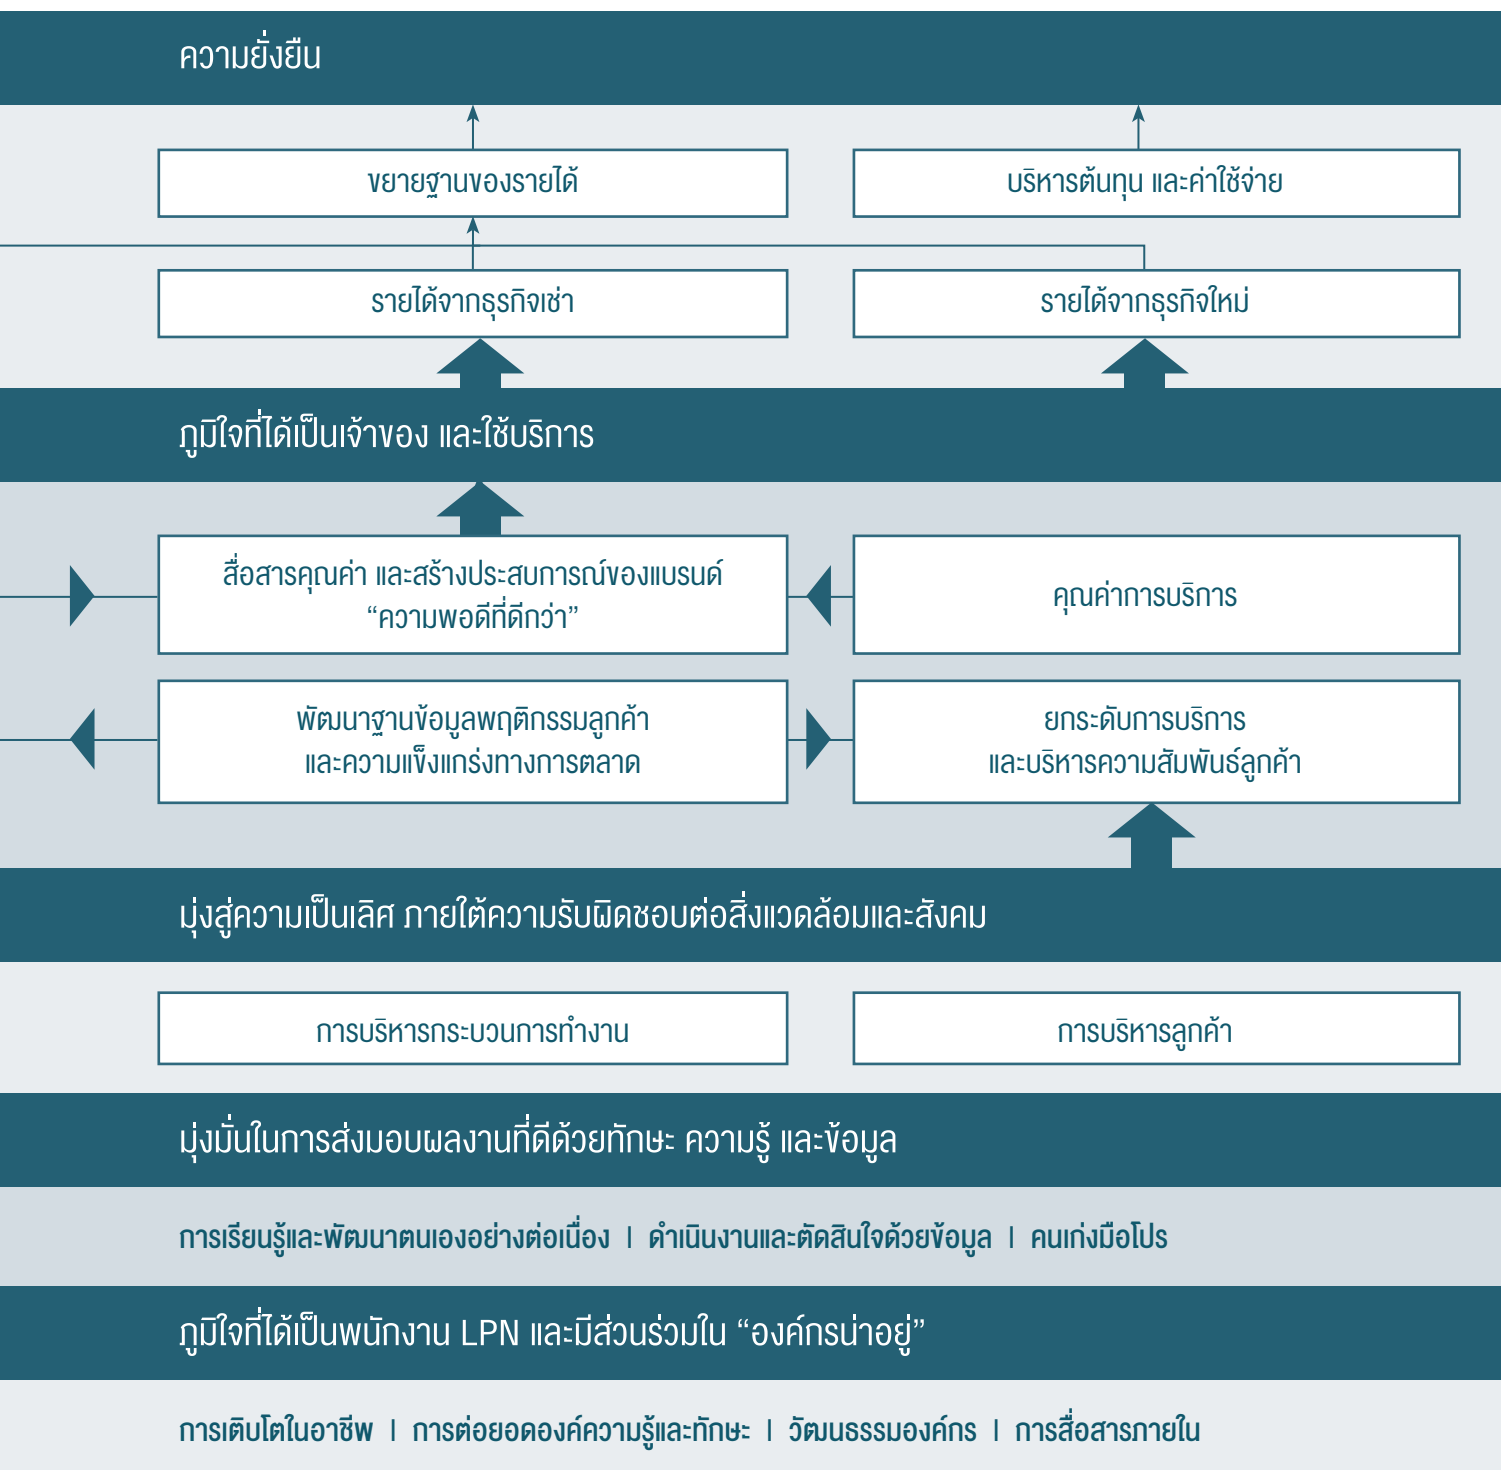 ความยั่งยืน
ขยายฐานของรายได้
บริหารต้นทุน และค่าใช้จ่าย
รายได้จากธุรกิจเช่า
รายได้จากธุรกิจใหม่
ภูมิใจที่ได้เป็นเจ้าของ และใช้บริการ
สื่อสารคุณค่า และสร้างประสบการณ์ของแบรนด์
“ความพอดีที่ดีกว่า”
คุณค่าการบริการ
พัฒนาฐานข้อมูลพฤติกรรมลูกค้า
และความแข็งแกร่งทางการตลาด
ยกระดับการบริการ
และบริหารความสัมพันธ์ลูกค้า
มุ่งสู่ความเป็นเลิศ ภายใต้ความรับผิดชอบต่อสิ่งแวดล้อมและสังคม
การบริหารกระบวนการทำงาน
การบริหารลูกค้า
มุ่งมั่นในการส่งมอบผลงานที่ดีด้วยทักษะ ความรู้ และข้อมูล
การเรียนรู้และพัฒนาตนเองอย่างต่อเนื่อง | ดำเนินงานและตัดสินใจด้วยข้อมูล | คนเก่งมือโปร
ภูมิใจที่ได้เป็นพนักงาน LPN และมีส่วนร่วมใน “องค์กรน่าอยู่”
การเติบโตในอาชีพ | การต่อยอดองค์ความรู้และทักษะ | วัฒนธรรมองค์กร | การสื่อสารภายใน